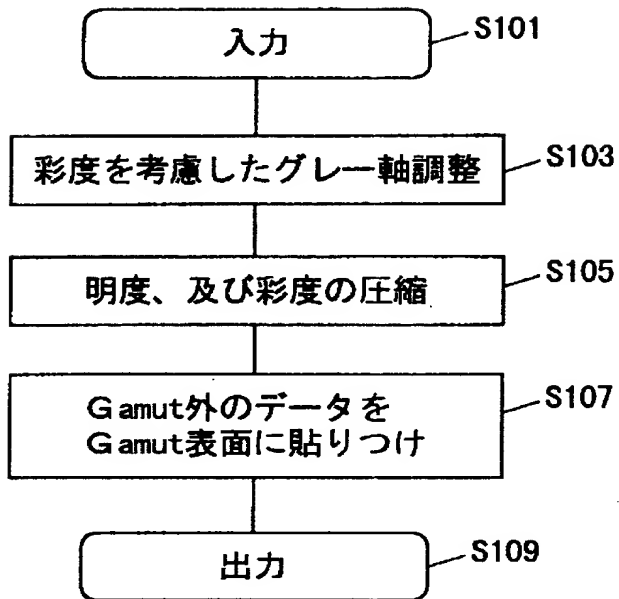 入力
S101
彩度を考慮したグレー軸調整
S103
明度、及び彩度の圧縮
S105
Gamut外のデータを
Gamut表面に貼りつけ
S107
出力
S109